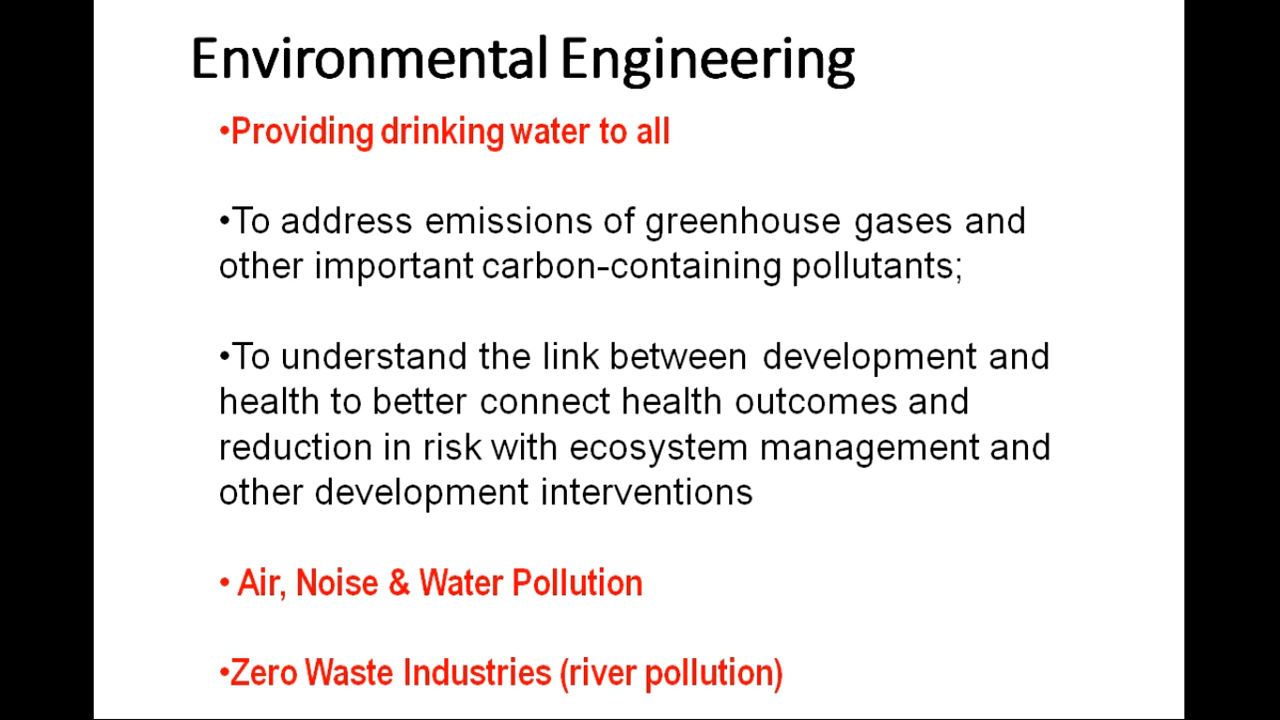 Environmental Engineering
•Providing drinking water to all
•To address emissions of greenhouse gases and
other important carbon-containing pollutants;
•To understand the link between development and
health to better connect health outcomes and
reduction in risk with ecosystem management and
other development interventions
• Air, Noise & Water Pollution
•Zero Waste Industries (river pollution)